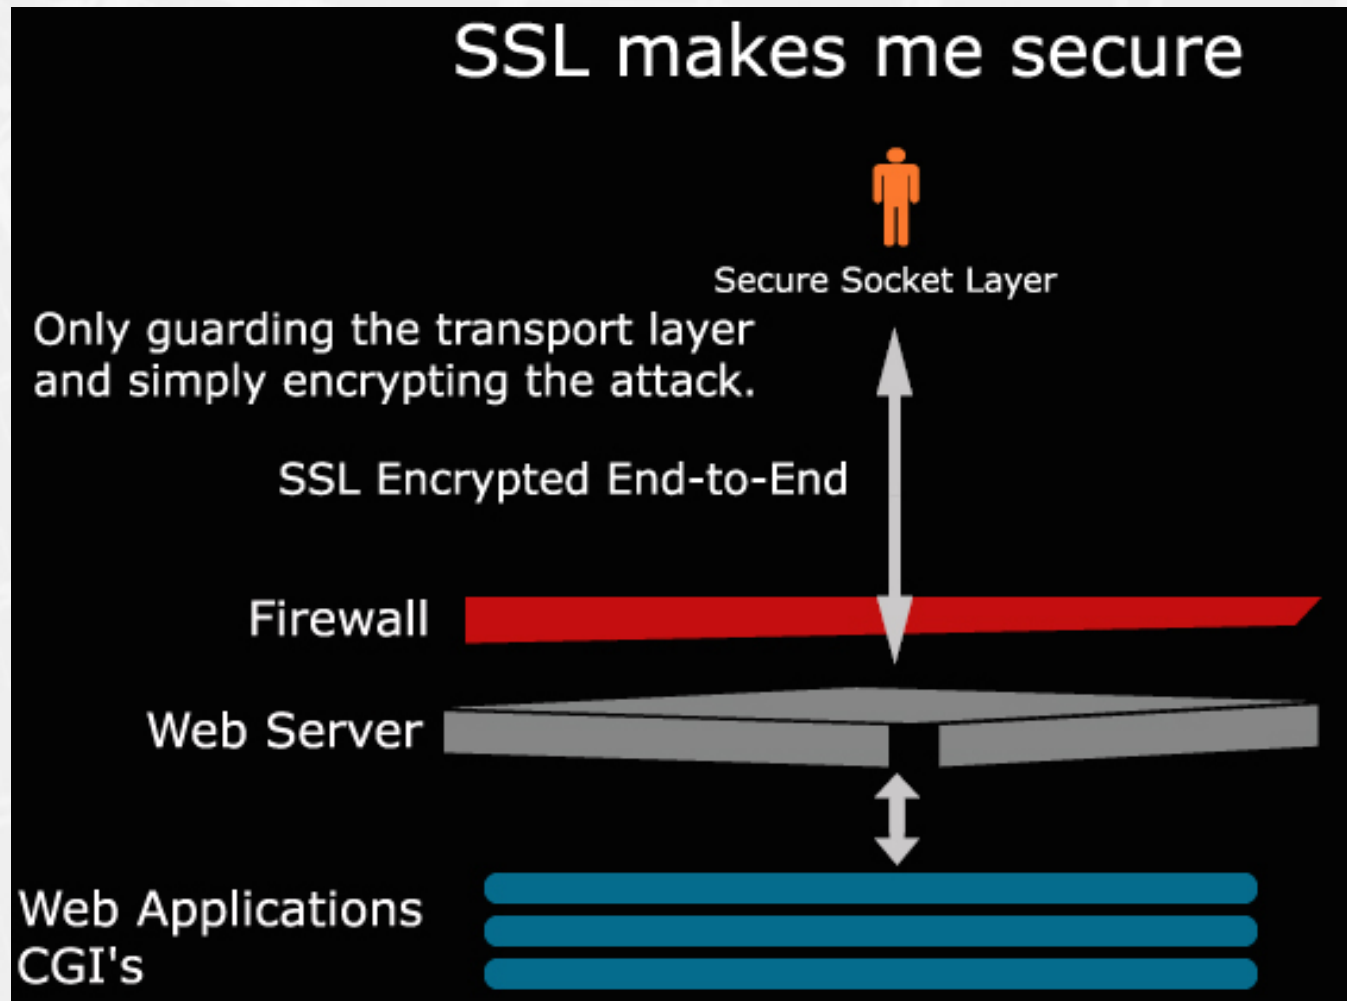 SSL makes me secure
Secure Socket Layer
Only guarding the transport layer
and simply encrypting the attack.
SSL Encrypted End-to-End
Firewall
Web Server
Web Applications
CGI's